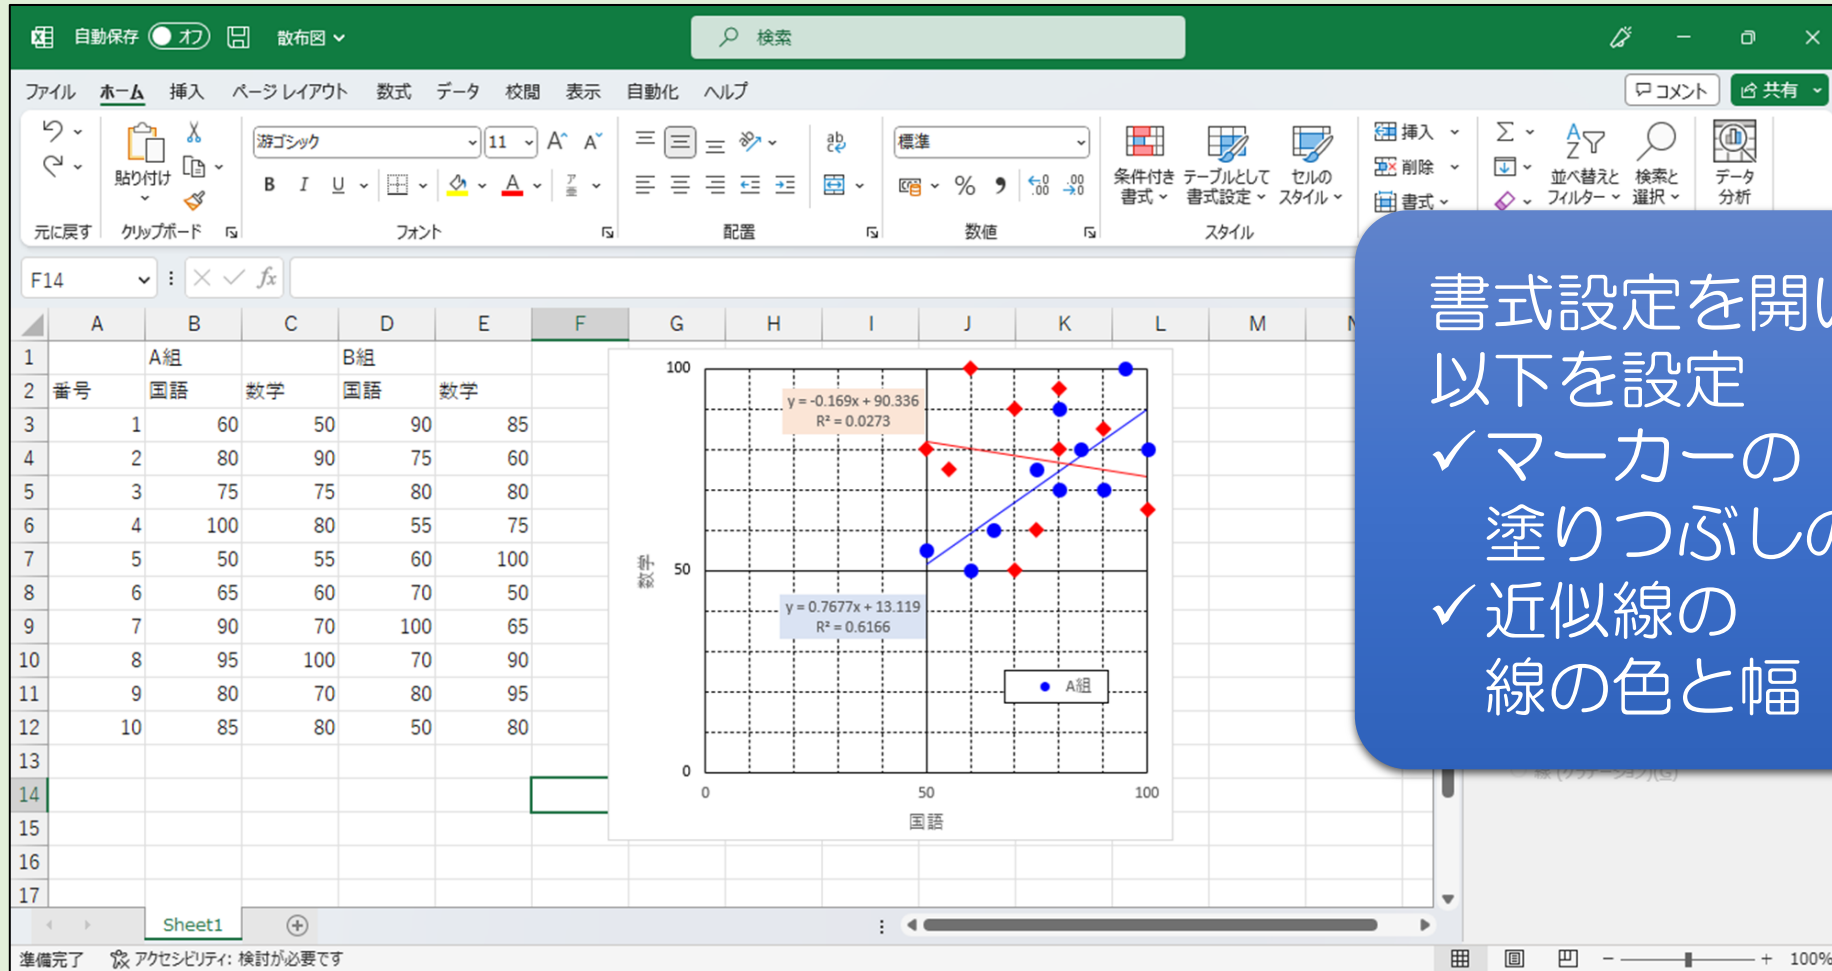 自動保存 オフ 散布図 検索
ファイル ホーム 挿入 ページ レイアウト 数式 データ 校閲 表示 自動化 ヘルプ コメント 共有
貼り付け 游ゴシック 11 標準 条件付き テーブルとして セルの 挿入 並べ替えと 検索と データ
B I U % 書式 書式設定 スタイル 削除 フィルター 選択 分析
書式
元に戻す クリップボード フォント 配置 数値 スタイル
F14 fx
A B C D E F G H I J K L M
1 A組 B組
2 番号 国語 数学 国語 数学
3 1 60 50 90 85
4 2 80 90 75 60
5 3 75 75 80 80
6 4 100 80 55 75
7 5 50 55 60 100
8 6 65 60 70 50
9 7 90 70 100 65
10 8 95 100 70 90
11 9 80 70 80 95
12 10 85 80 50 80
13
14
15
16
17
100
y = -0.169x + 90.336
R² = 0.0273
数学
50
y = 0.7677x + 13.119
R² = 0.6166
A組
0
0 50 100
国語
書式設定を開い
以下を設定
✓マーカーの
塗りつぶしの
✓近似線の
線の色と幅
Sheet1
準備完了 アクセシビリティ: 検討が必要です 100%